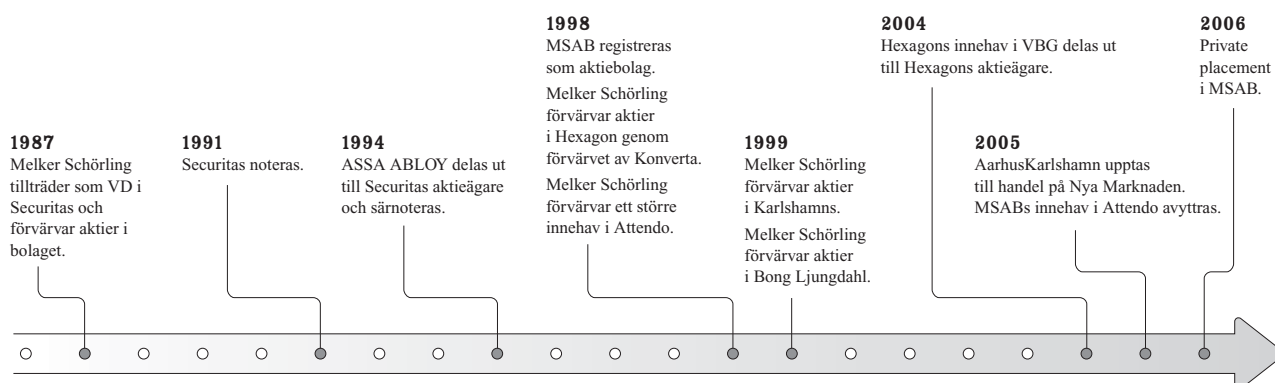 1987
Melker Schörling
tillträder som VD i
Securitas och
förvärvar aktier i
bolaget.
1991
Securitas noteras.
1994
ASSA ABLOY delas ut
till Securitas aktieägare
och särnoteras.
1998
MSAB registreras
som aktiebolag.
Melker Schörling
förvärvar aktier
i Hexagon genom
förvärvet av Konverta.
Melker Schörling
förvärvar ett större
innehav i Attendo.
1999
Melker Schörling
förvärvar aktier
i Karlshamns.
Melker Schörling
förvärvar aktier
i Bong Ljungdahl.
2004
Hexagons innehav i VBG delas ut
till Hexagons aktieägare.
2005
AarhusKarlshamn upptas
till handel på Nya Marknaden.
MSABs innehav i Attendo avyttras.
2006
Private
placement
i MSAB.